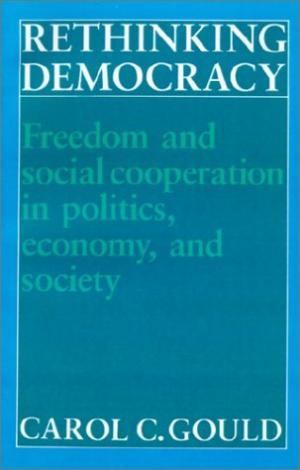 RETHINKING
DEMOCRACY
Freedom and
social cooperation
in politics,
economy, and
society
CAROL C. GOULD